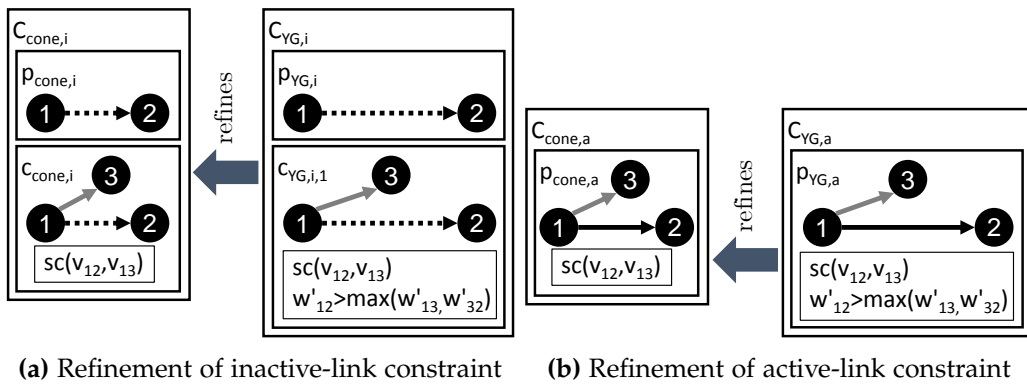 C_cone,i
p_cone,i
1 2
c_cone,i
3
1 2
sc(v_12,v_13)
refines
C_YG,i
p_YG,i
1 2
c_YG,i,1
3
1 2
sc(v_12,v_13)
w'_12>max(w'_13,w'_32)
(a) Refinement of inactive-link constraint
C_cone,a
p_cone,a
3
1 2
sc(v_12,v_13)
refines
C_YG,a
p_YG,a
3
1 2
sc(v_12,v_13)
w'_12>max(w'_13,w'_32)
(b) Refinement of active-link constraint